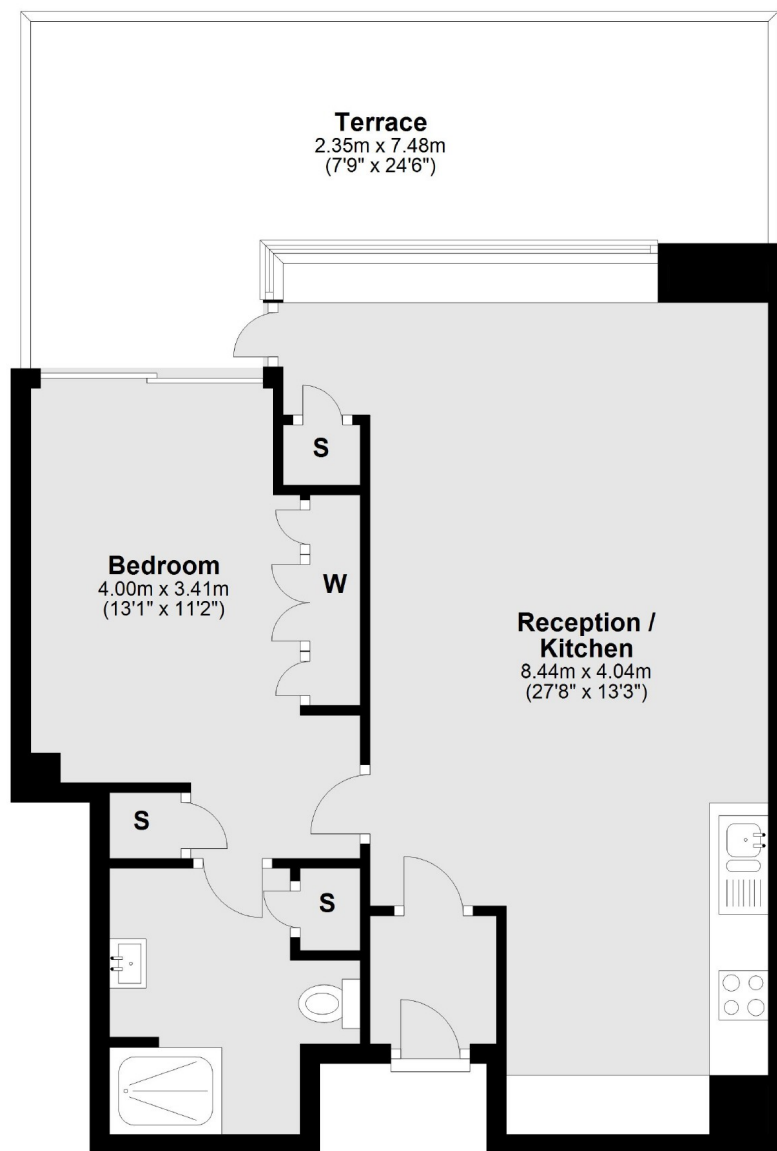 Terrace
2.35m x 7.48m
(7'9" x 24'6")
S
Bedroom
4.00m x 3.41m
(13'1" x 11'2")
W
Reception /
Kitchen
8.44m x 4.04m
(27'8" x 13'3")
S
S